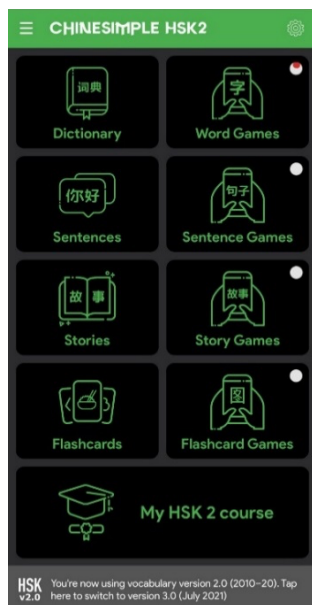 CHINESIMPLE HSK2
词典
Dictionary
字
Word Games
你好
Sentences
句子
Sentence Games
故 事
Stories
故事
Story Games
Flashcards
Flashcard Games
My HSK 2 course
HSK
v2.0
You're now using vocabulary version 2.0 (2010-20). Tap
here to switch to version 3.0 (July 2021)